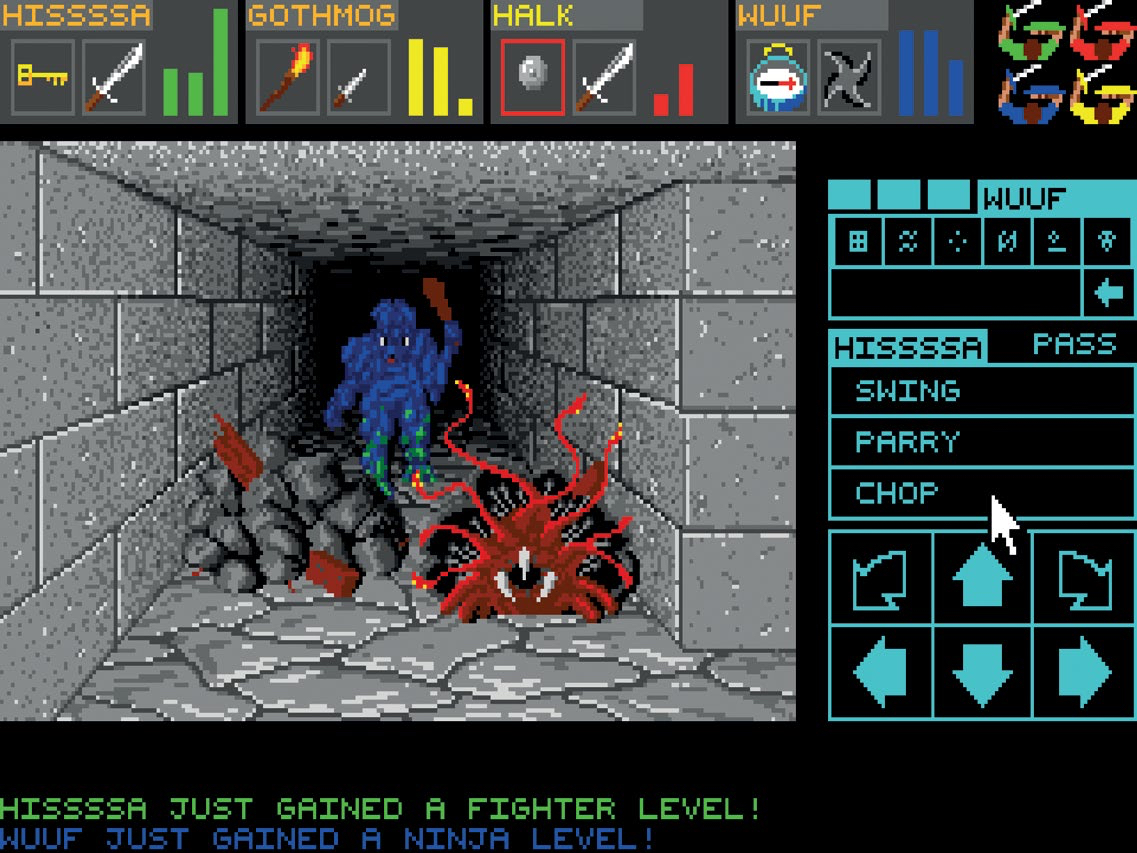 HISSSSA
GOTHMOG
HALK
WUUF
WUUF
HISSSSA PASS
SWING
PARRY
CHOP
HISSSSA JUST GAINED A FIGHTER LEVEL!
WUUF JUST GAINED A NINJA LEVEL!